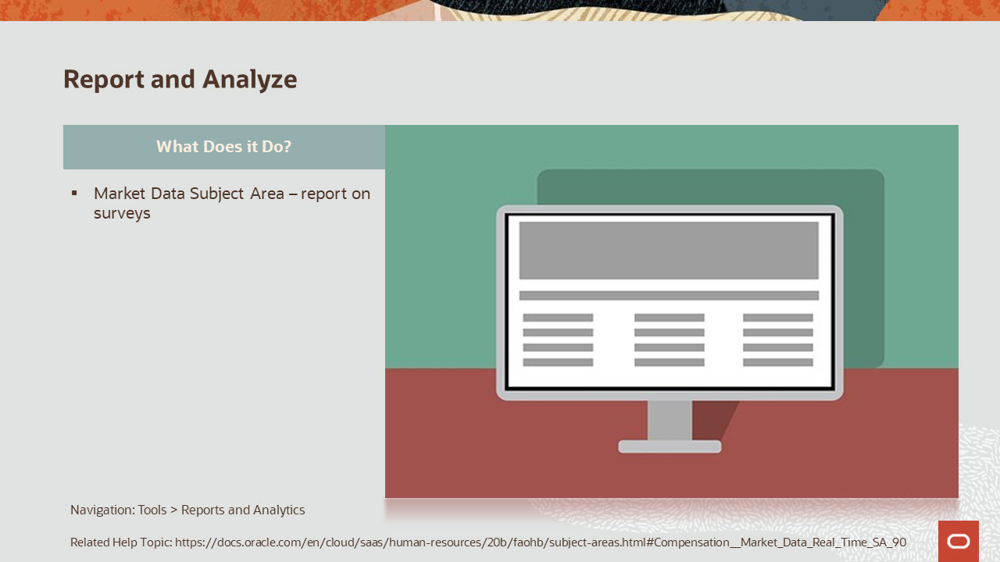 Report and Analyze
What Does it Do?
▪ Market Data Subject Area – report on
surveys
Navigation: Tools > Reports and Analytics
Related Help Topic: https://docs.oracle.com/en/cloud/saas/human-resources/20b/faohb/subject-areas.html#Compensation__Market_Data_Real_Time_SA_90